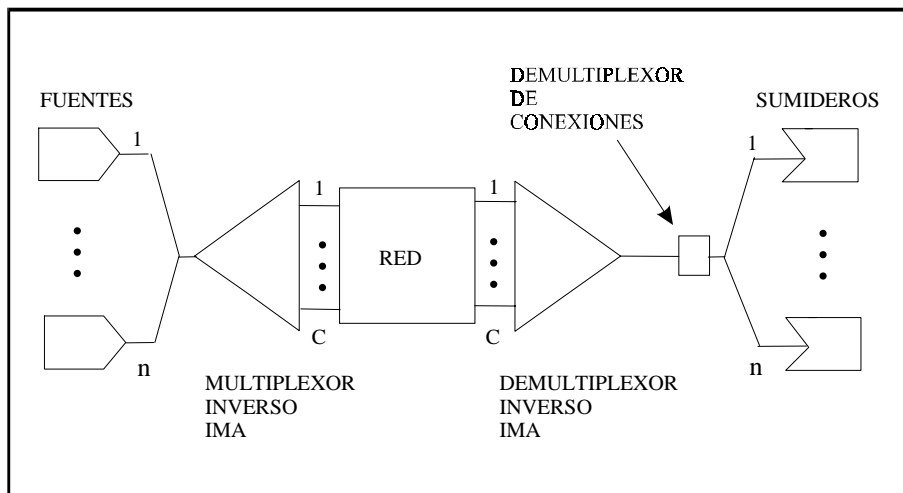 DEMULTIPLEXOR
DE
CONEXIONES
FUENTES
SUMIDEROS
1
1
1
1
RED
C
C
n
n
MULTIPLEXOR
INVERSO
IMA
DEMULTIPLEXOR
INVERSO
IMA